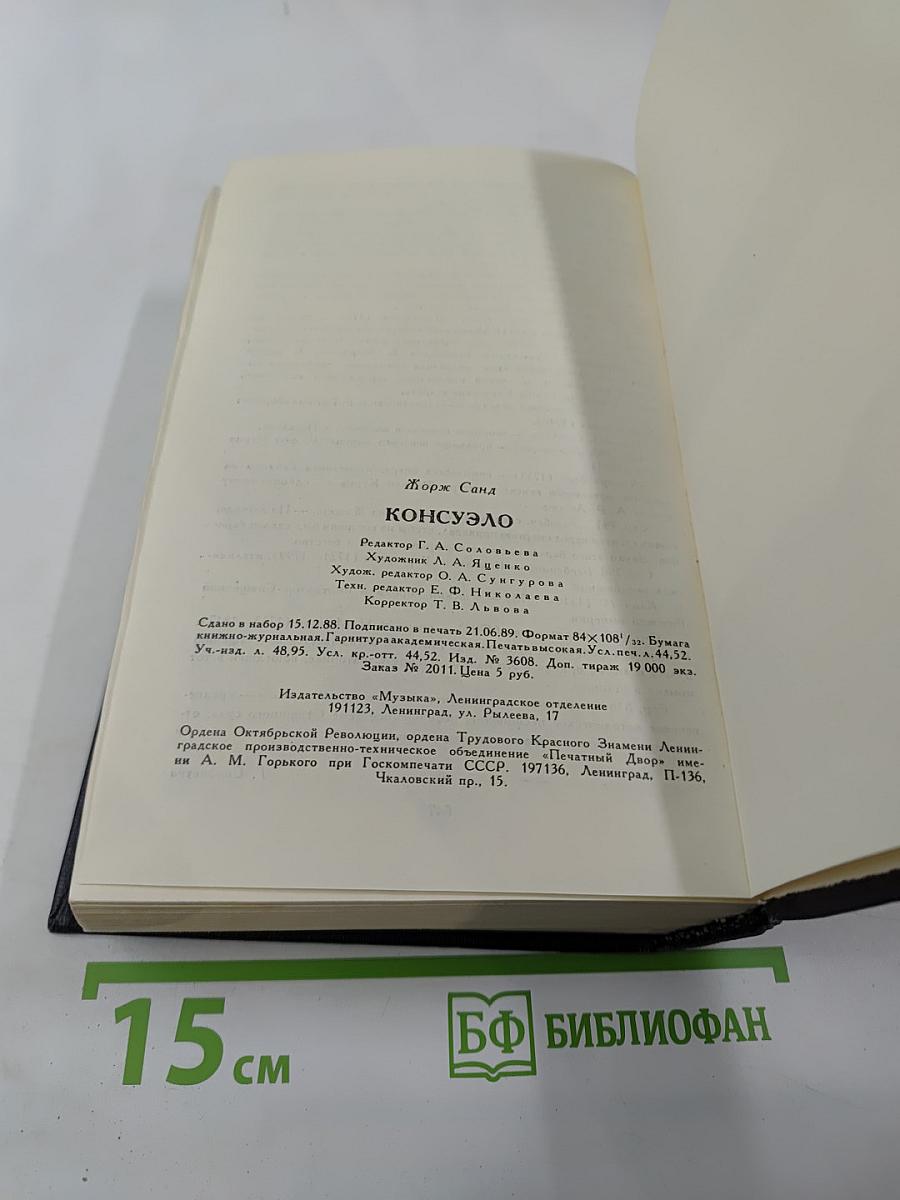 Жорж Санд
КОНСУЭЛО
Редактор Г. А. Соловьева
Художник Л. А. Яценко
Худож. редактор О. А. Сунгурова
Техн. редактор Е. Ф. Николаева
Корректор Т. В. Львова
Сдано в набор 15.12.88. Подписано в печать 21.06.89. Формат 84×108¹/₃₂. Бумага
книжно-журнальная. Гарнитура академическая. Печать высокая. Усл. печ. л. 44,52.
Уч.-изд. л. 48,95. Усл. кр.-отт. 44,52. Изд. № 3608. Доп. тираж 19 000 экз.
Заказ № 2011. Цена 5 руб.
Издательство «Музыка», Ленинградское отделение
191123, Ленинград, ул. Рылеева, 17
Ордена Октябрьской Революции, ордена Трудового Красного Знамени Ленин-
градское производственно-техническое объединение «Печатный Двор» име-
ни А. М. Горького при Госкомпечати СССР. 197136, Ленинград, П-136,
Чкаловский пр., 15.
15 см
БФ БИБЛИОФАН